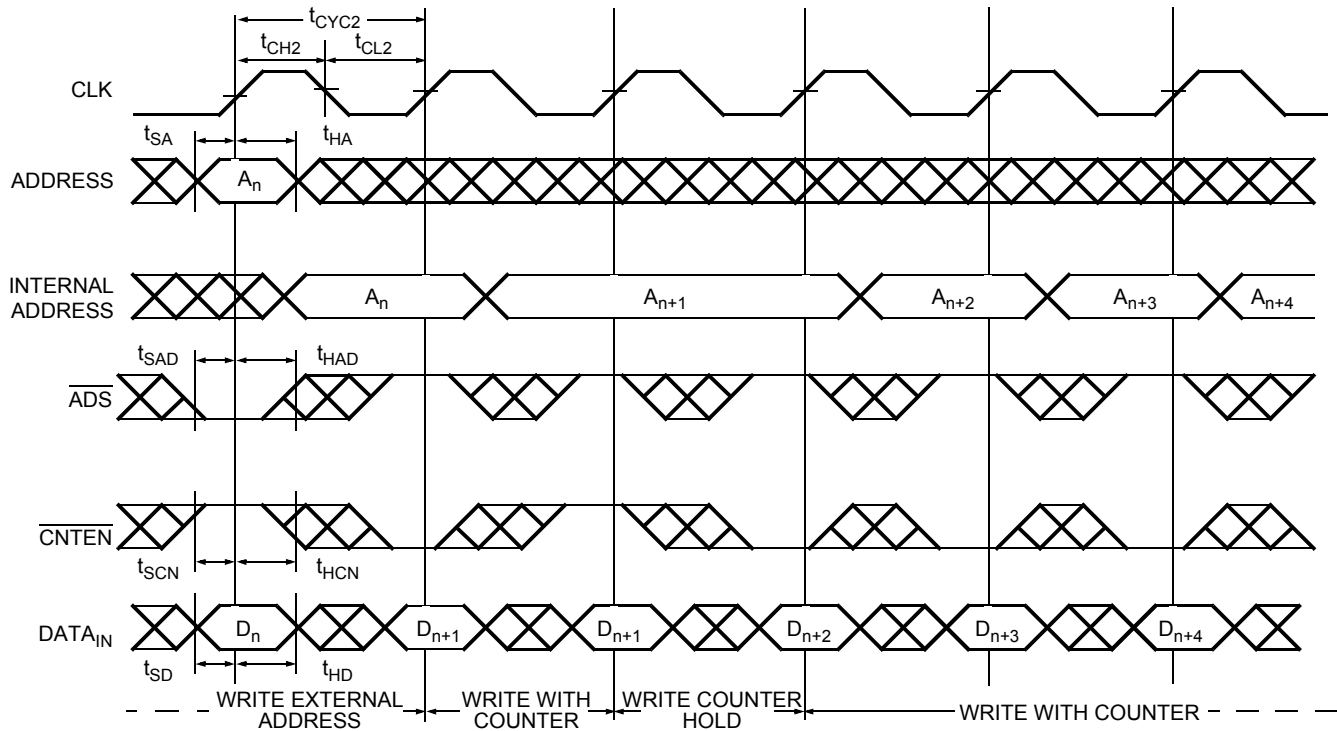 tCYC2
tCH2 tCL2
CLK
tSA tHA
ADDRESS An
INTERNAL
ADDRESS
An An+1 An+2 An+3 An+4
tSAD tHAD
ADS
CNTEN
tSCN tHCN
DATAIN Dn Dn+1 Dn+1 Dn+2 Dn+3 Dn+4
tSD tHD
WRITE EXTERNAL
ADDRESS
WRITE WITH
COUNTER
WRITE COUNTER
HOLD
WRITE WITH COUNTER